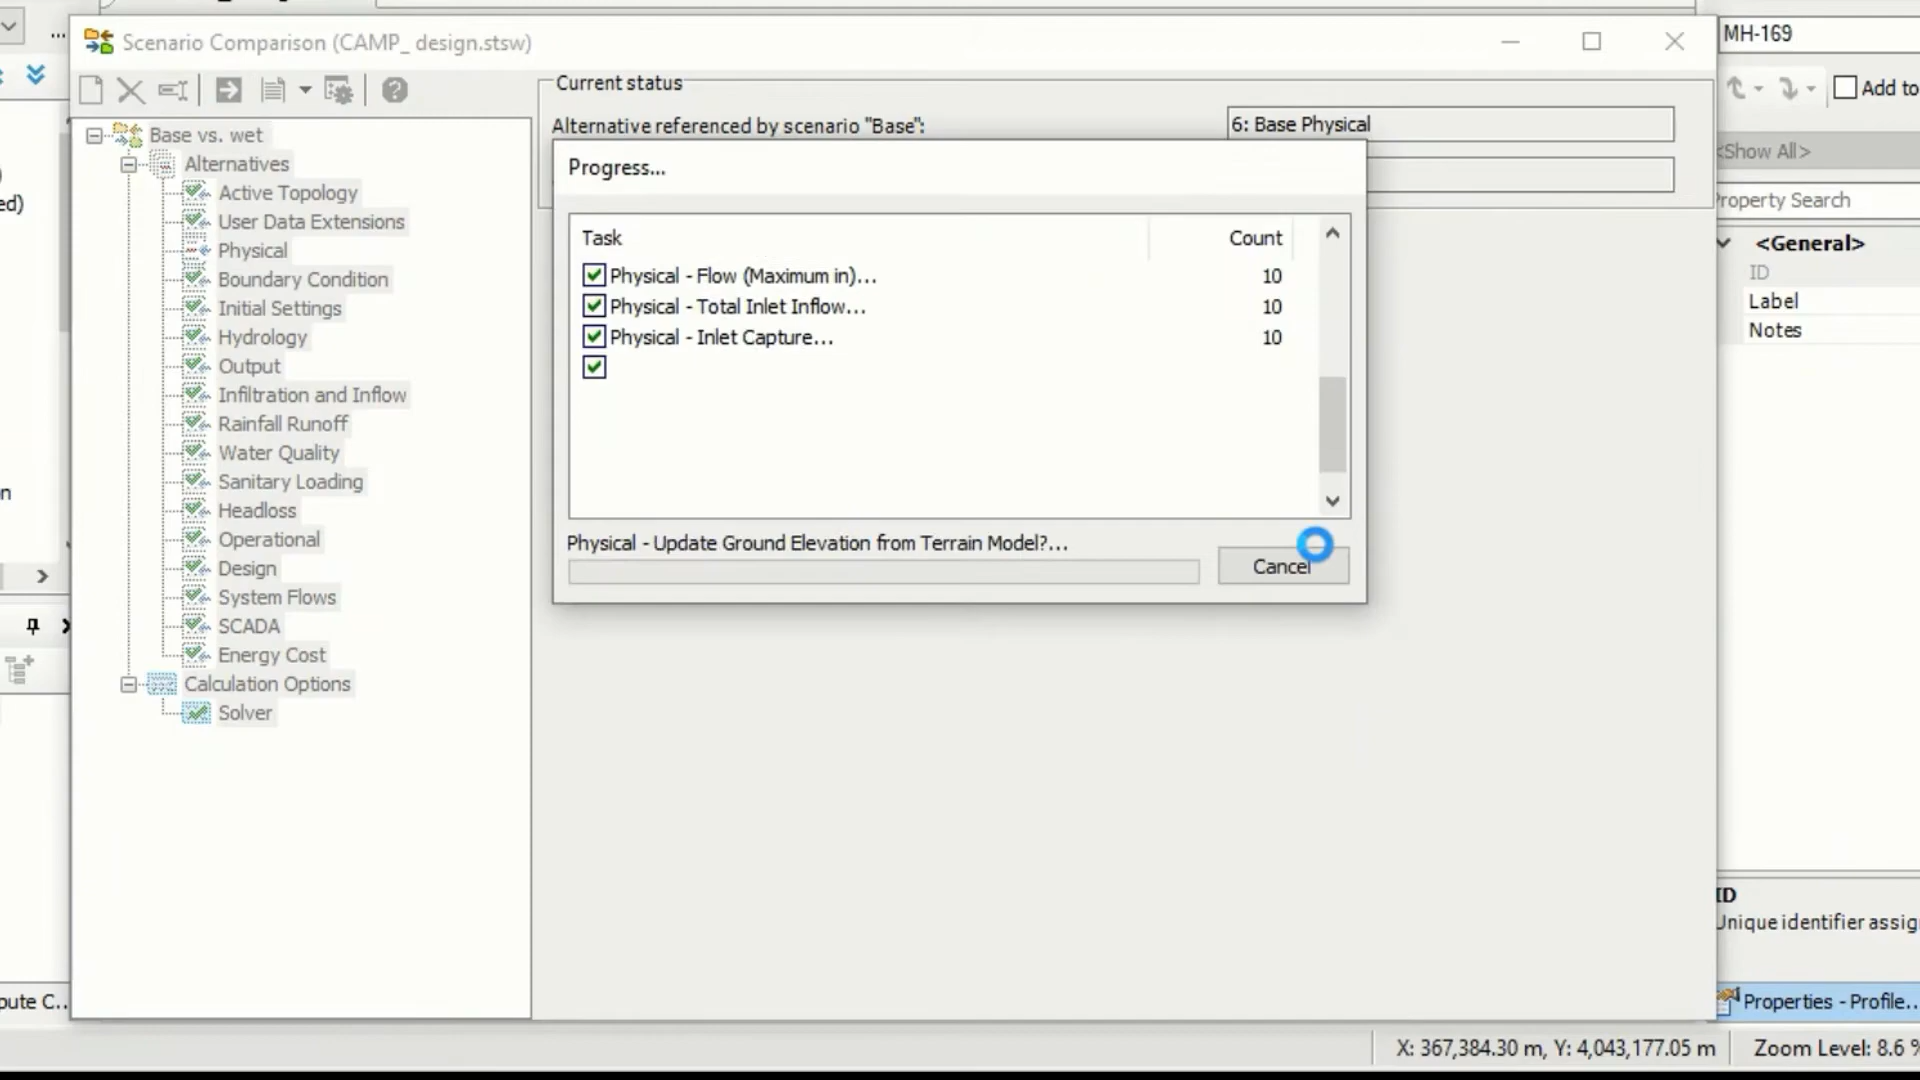 Scenario Comparison (CAMP_ design.stsw)
MH-169
...
Current status
Add to
Alternative referenced by scenario "Base":
6: Base Physical
Base vs. wet
Alternatives
Active Topology
User Data Extensions
Physical
Boundary Condition
Initial Settings
Hydrology
Output
Infiltration and Inflow
Rainfall Runoff
Water Quality
Sanitary Loading
Headloss
Operational
Design
System Flows
SCADA
Energy Cost
Calculation Options
Solver
Progress...
Task
Count
Physical - Flow (Maximum in)...
10
Physical - Total Inlet Inflow...
10
Physical - Inlet Capture...
10
Physical - Update Ground Elevation from Terrain Model?...
Cancel
<Show All>
Property Search
<General>
ID
Label
Notes
ID
Unique identifier assig
Properties - Profile...
ed)
n
pute C...
X: 367,384.30 m, Y: 4,043,177.05 m
Zoom Level: 8.6 %